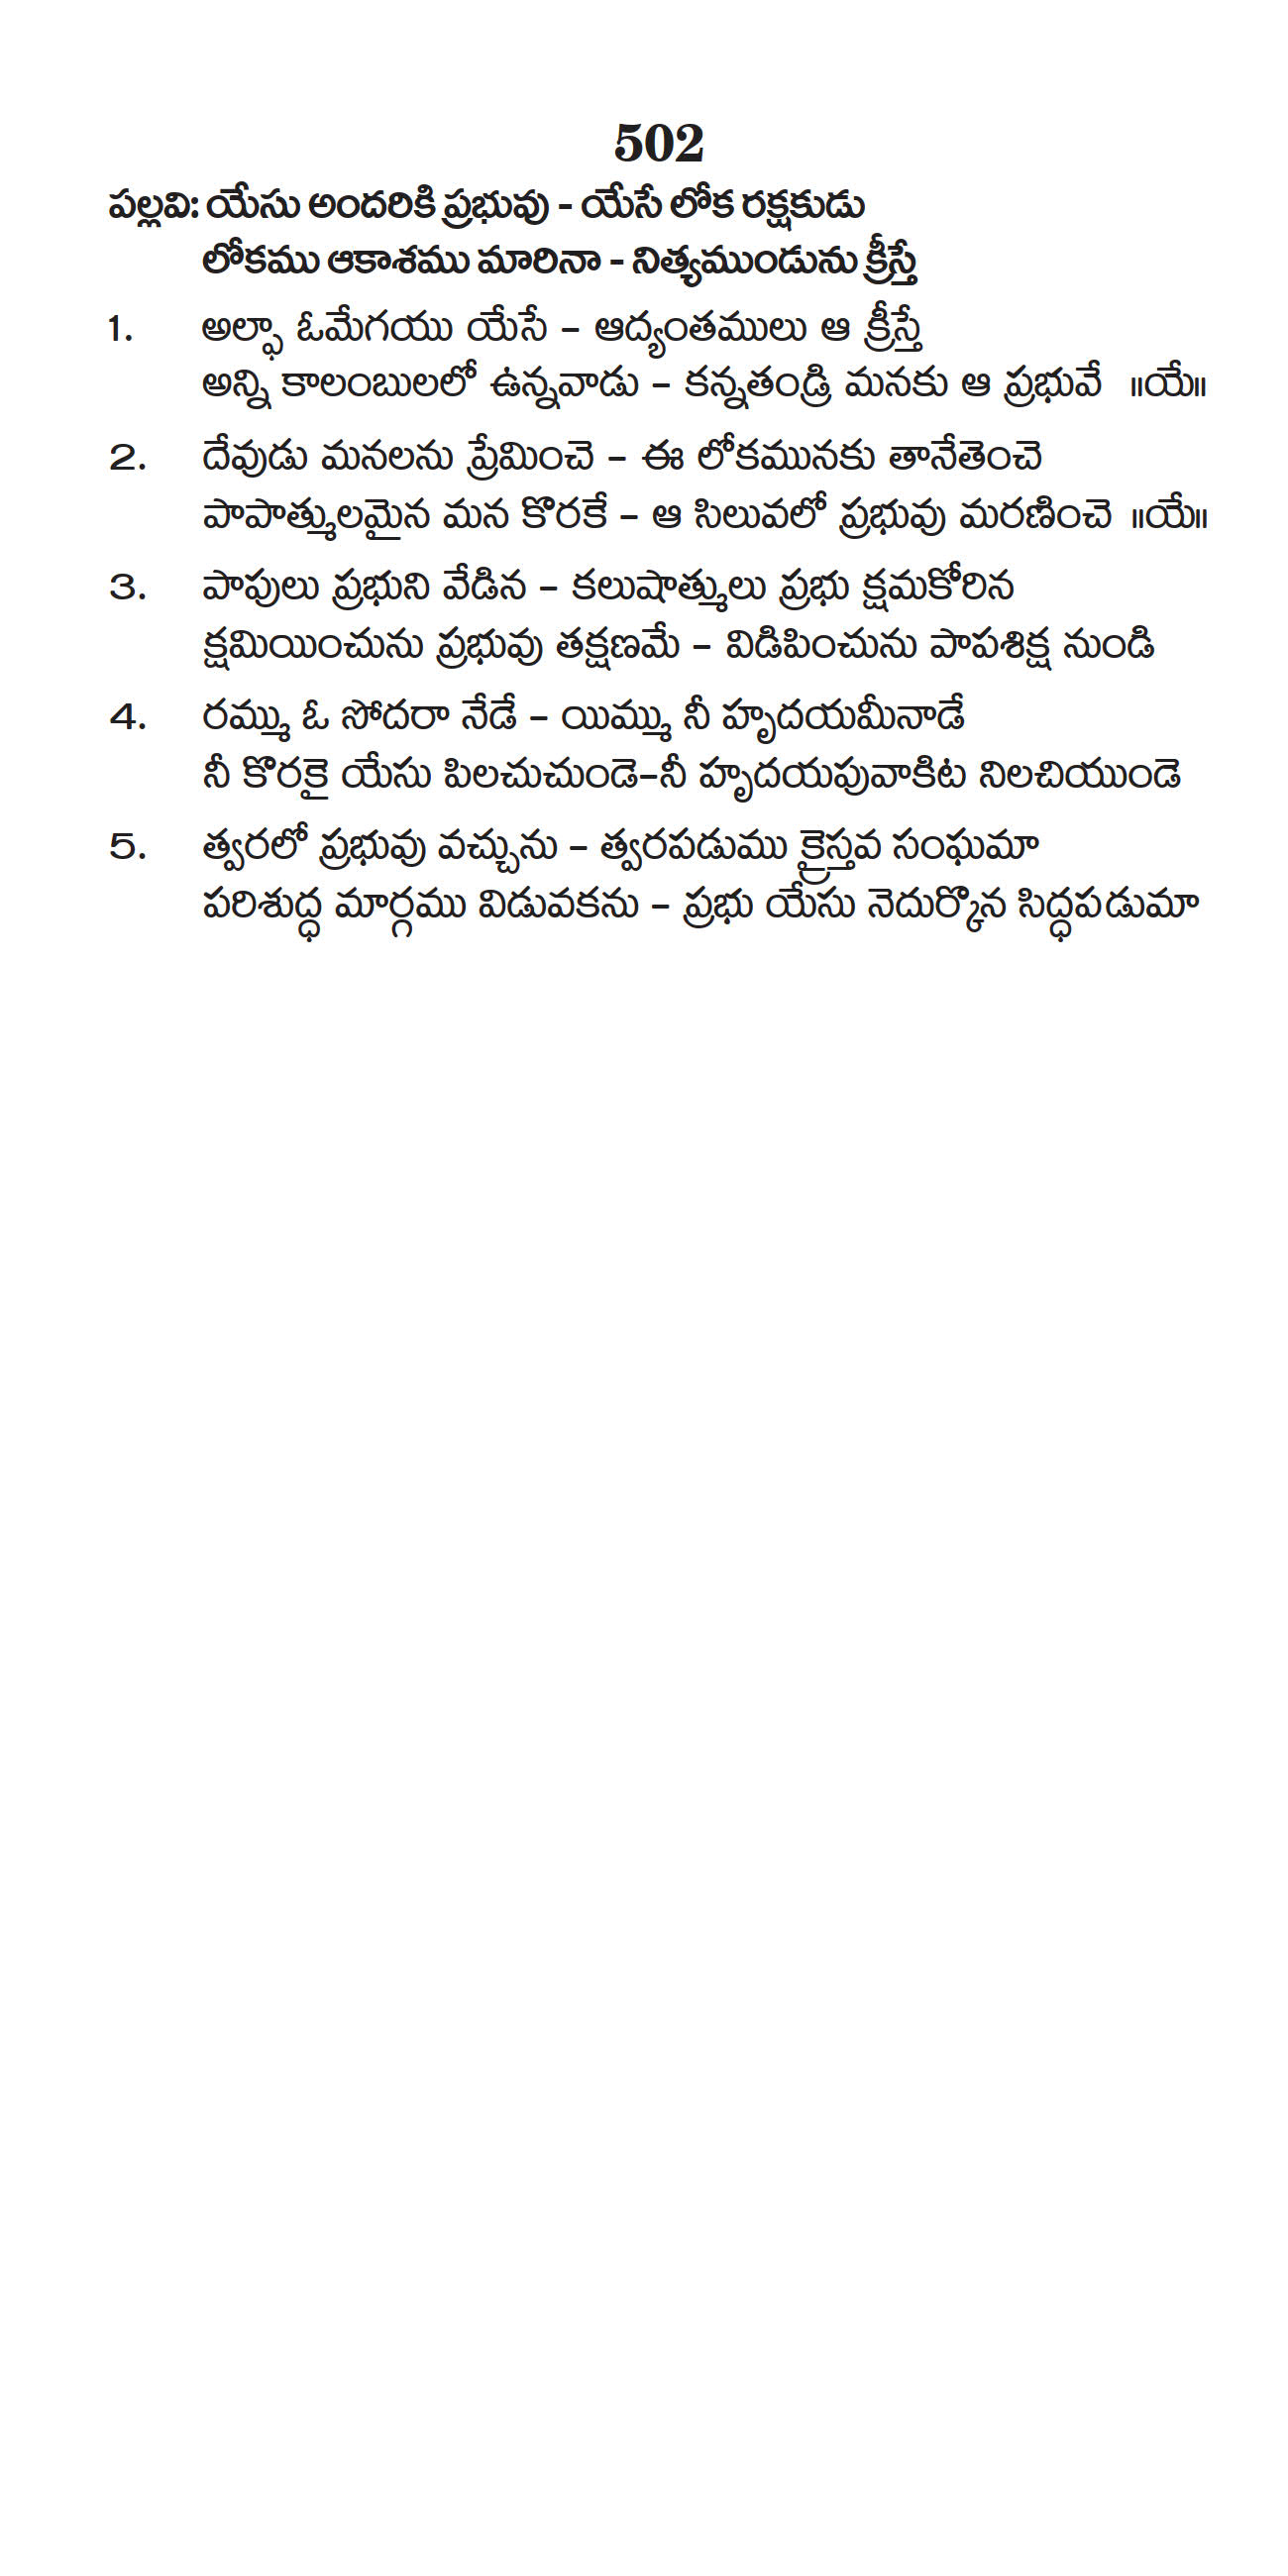 502
పల్లవి: యేసు అందరికి ప్రభువు - యేసే లోక రక్షకుడు
లోకము ఆకాశము మారినా - నిత్యముండును క్రీస్తే
1. అల్ఫా ఓమేగయు యేసే – ఆద్యంతములు ఆ క్రీస్తే
అన్ని కాలంబులలో ఉన్నవాడు – కన్నతండ్రి మనకు ఆ ప్రభువే ॥యే॥
2. దేవుడు మనలను ప్రేమించె – ఈ లోకమునకు తానేతెంచె
పాపాత్ములమైన మన కొరకే – ఆ సిలువలో ప్రభువు మరణించె ॥యే॥
3. పాపులు ప్రభుని వేడిన – కలుషాత్ములు ప్రభు క్షమకోరిన
క్షమియించును ప్రభువు తక్షణమే – విడిపించును పాపశిక్ష నుండి
4. రమ్ము ఓ సోదరా నేడే – యిమ్ము నీ హృదయమీనాడే
నీ కొరకై యేసు పిలచుచుండె–నీ హృదయపువాకిట నిలచియుండె
5. త్వరలో ప్రభువు వచ్చును – త్వరపడుము క్రైస్తవ సంఘమా
పరిశుద్ధ మార్గము విడువకను – ప్రభు యేసు నెదుర్కొన సిద్ధపడుమా